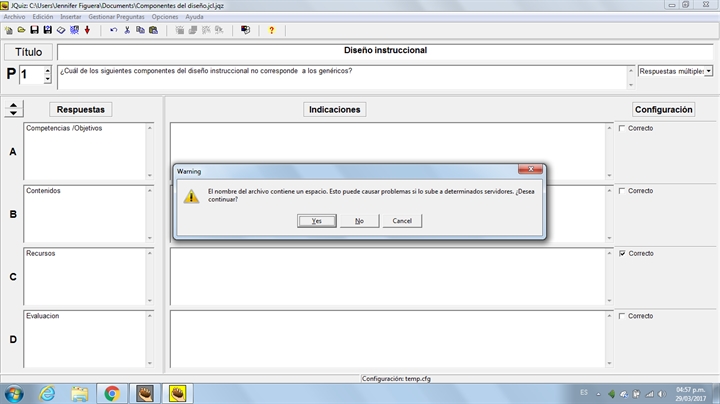 JQuiz: C:\Users\Jennifer Figuera\Documents\Componentes del diseño.jcl.jqz
Archivo Edición Insertar Gestionar Preguntas Opciones Ayuda
Título
Diseño instruccional
P 1
¿Cuál de los siguientes componentes del diseño instruccional no corresponde a los genéricos?
Respuestas múltiples
Respuestas
Indicaciones
Configuración
A
Competencias /Objetivos
Correcto
Warning
El nombre del archivo contiene un espacio. Esto puede causar problemas si lo sube a determinados servidores. ¿Desea
continuar?
Yes No Cancel
B
Contenidos
Correcto
C
Recursos
Correcto
D
Evaluacion
Correcto
Configuración: temp.cfg
ES
04:57 p.m.
29/03/2017